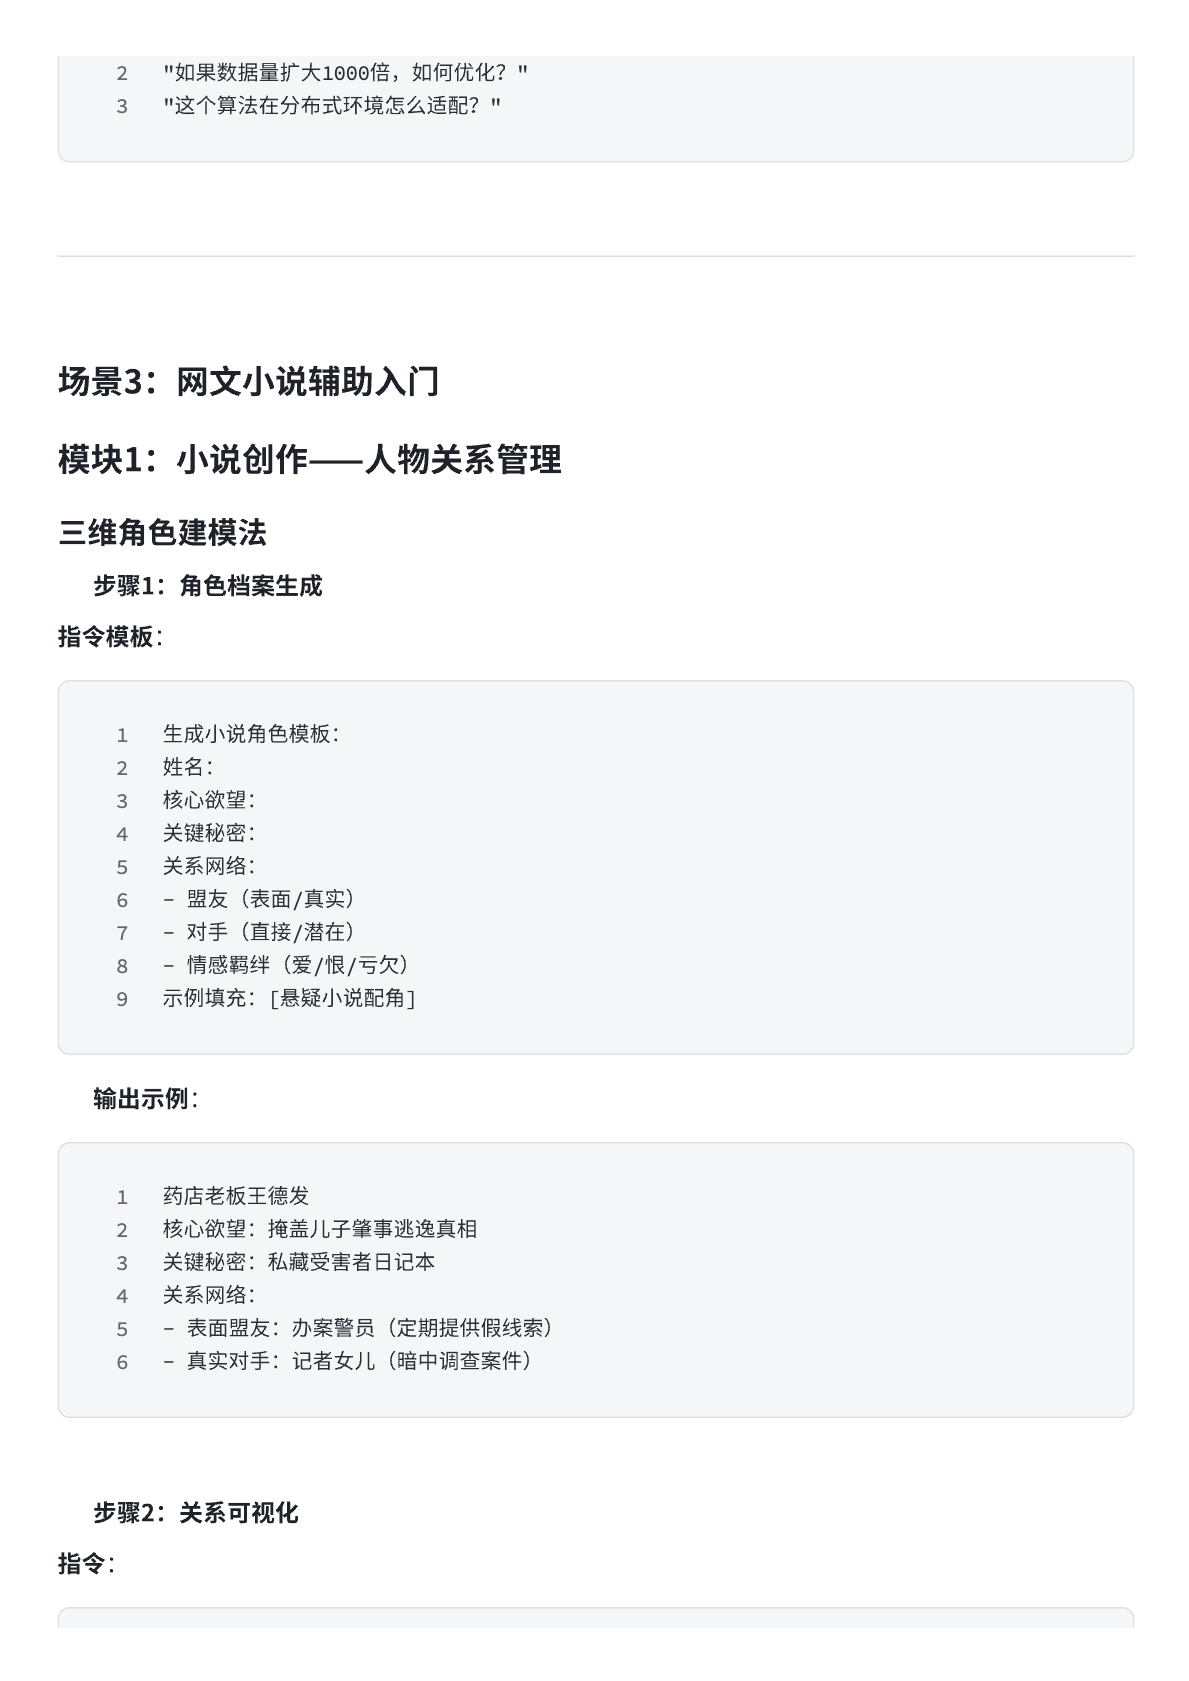 2 "如果数据量扩大1000倍，如何优化？"
3 "这个算法在分布式环境怎么适配？"
场景3：网文小说辅助入门
模块1：小说创作——人物关系管理
三维角色建模法
步骤1：角色档案生成
指令模板：
1 生成小说角色模板：
2 姓名：
3 核心欲望：
4 关键秘密：
5 关系网络：
6 - 盟友（表面/真实）
7 - 对手（直接/潜在）
8 - 情感羁绊（爱/恨/亏欠）
9 示例填充：[悬疑小说配角]
输出示例：
1 药店老板王德发
2 核心欲望：掩盖儿子肇事逃逸真相
3 关键秘密：私藏受害者日记本
4 关系网络：
5 - 表面盟友：办案警员（定期提供假线索）
6 - 真实对手：记者女儿（暗中调查案件）
步骤2：关系可视化
指令：